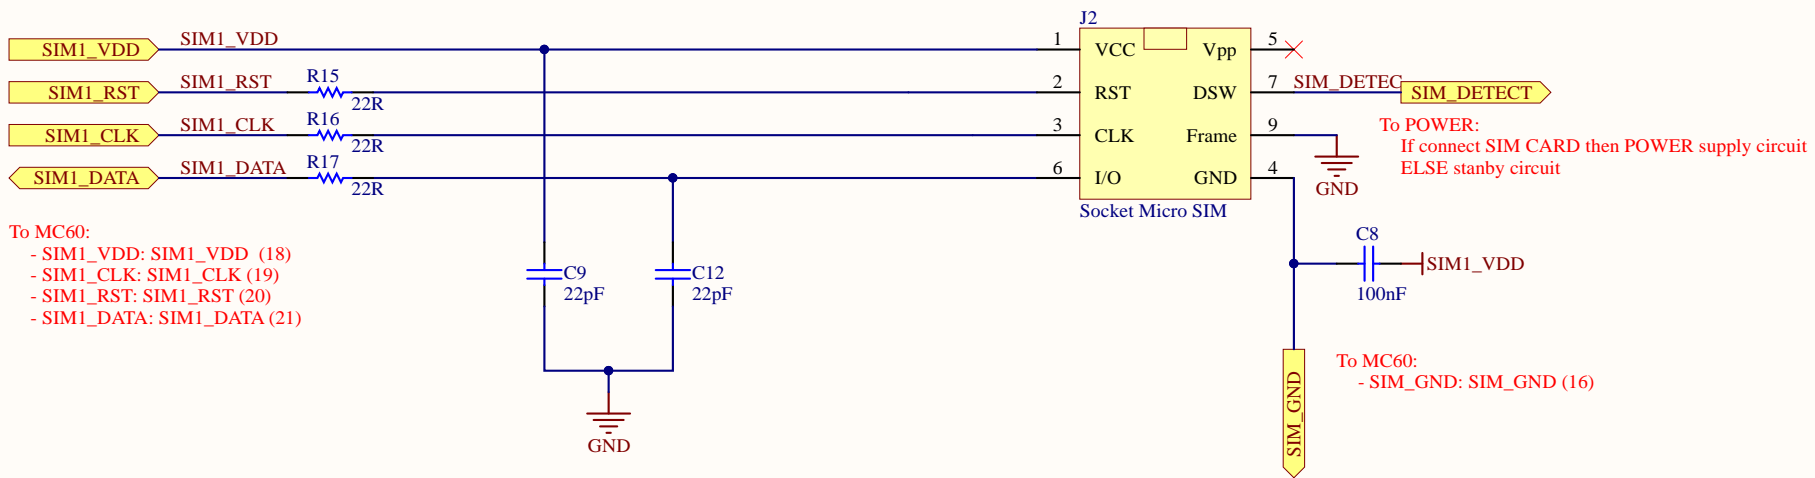 J2
SIM1_VDD SIM1_VDD 1 VCC Vpp 5
SIM1_RST SIM1_RST R15 22R 2 RST DSW 7 SIM_DETEC SIM_DETECT
SIM1_CLK SIM1_CLK R16 22R 3 CLK Frame 9
SIM1_DATA SIM1_DATA R17 22R 6 I/O GND 4
Socket Micro SIM
GND
To POWER:
If connect SIM CARD then POWER supply circuit
ELSE stanby circuit
To MC60:
- SIM1_VDD: SIM1_VDD (18)
- SIM1_CLK: SIM1_CLK (19)
- SIM1_RST: SIM1_RST (20)
- SIM1_DATA: SIM1_DATA (21)
C9
22pF
C12
22pF
GND
C8
100nF
SIM1_VDD
SIM_GND
To MC60:
- SIM_GND: SIM_GND (16)